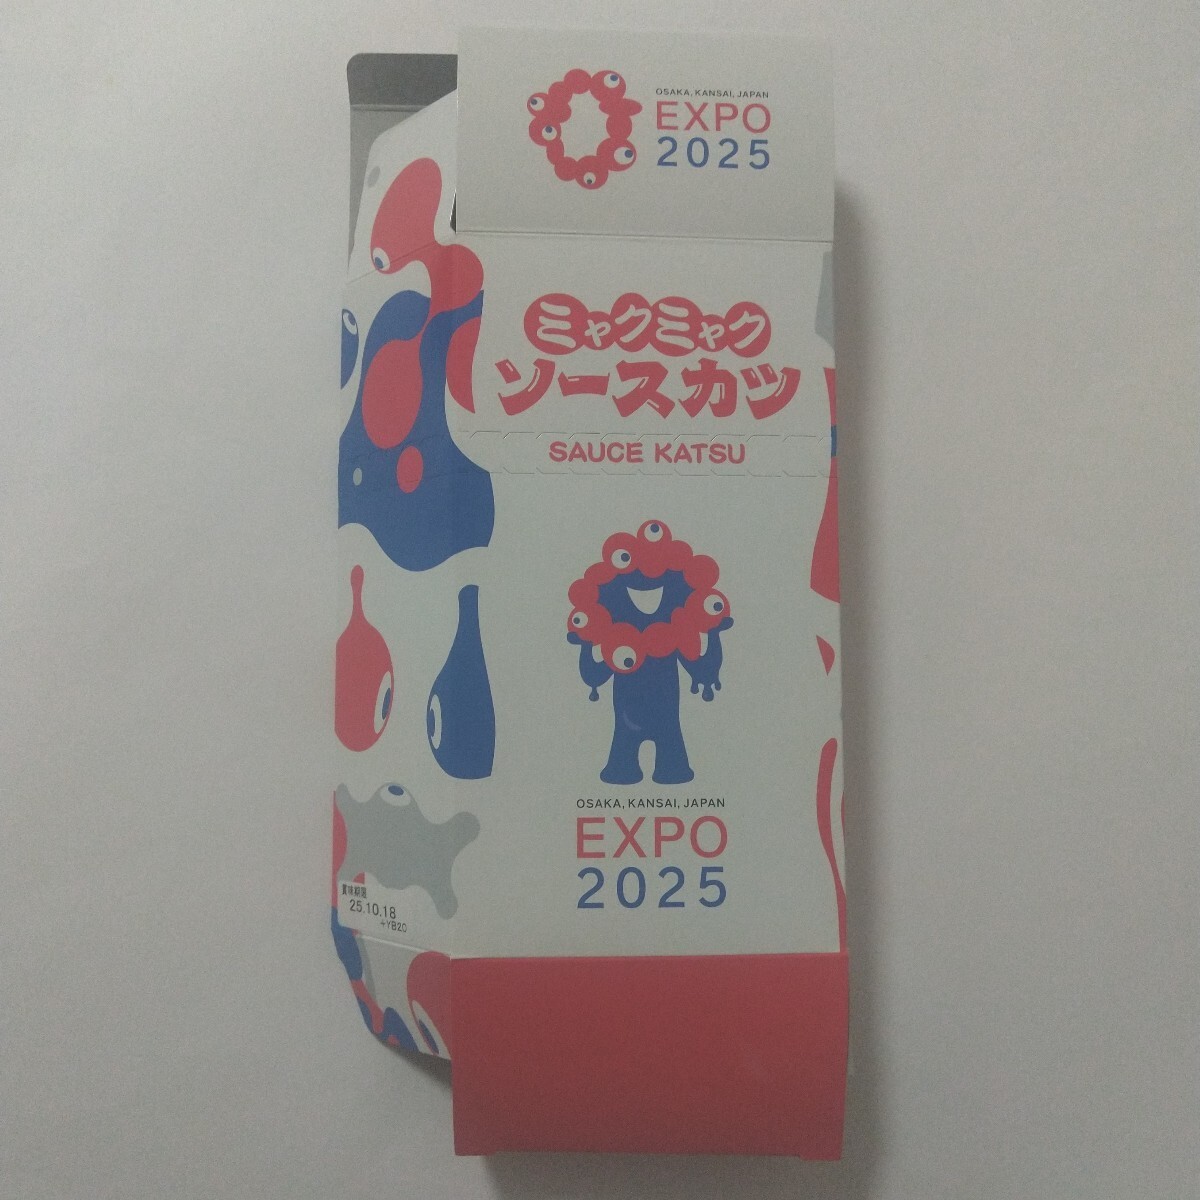 OSAKA, KANSAI, JAPAN
EXPO
2025
ミャクミャク
ソースカツ
SAUCE KATSU
OSAKA, KANSAI, JAPAN
EXPO
2025
賞味期限
25.10.18
+YB20